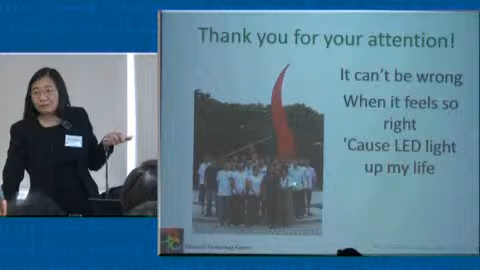 Thank you for your attention!
It can't be wrong
When it feels so
right
'Cause LED light
up my life